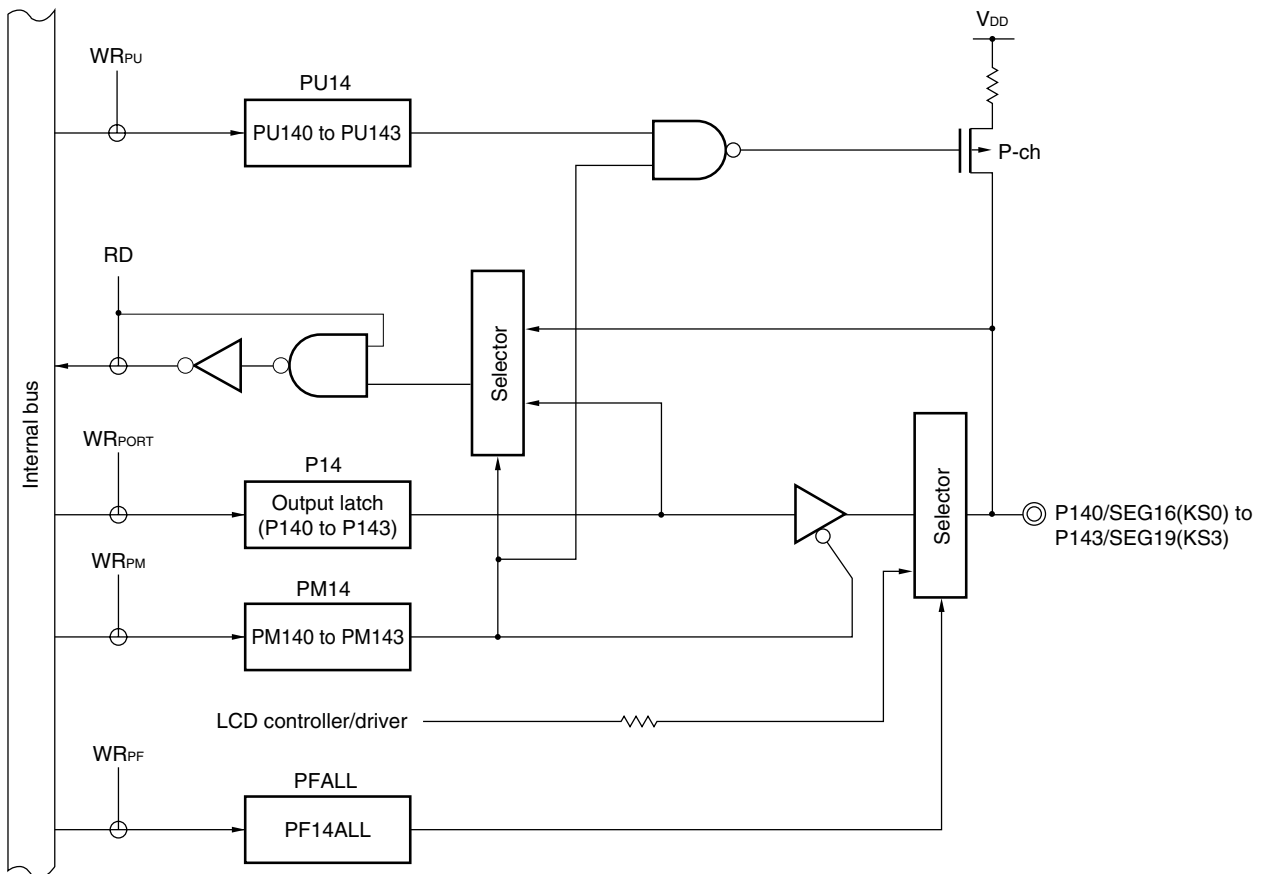 VDD
WRPU
PU14
PU140 to PU143
P-ch
RD
Selector
Internal bus
WRPORT
P14
Output latch
(P140 to P143)
Selector
P140/SEG16(KS0) to
P143/SEG19(KS3)
WRPM
PM14
PM140 to PM143
LCD controller/driver
WRPF
PFALL
PF14ALL